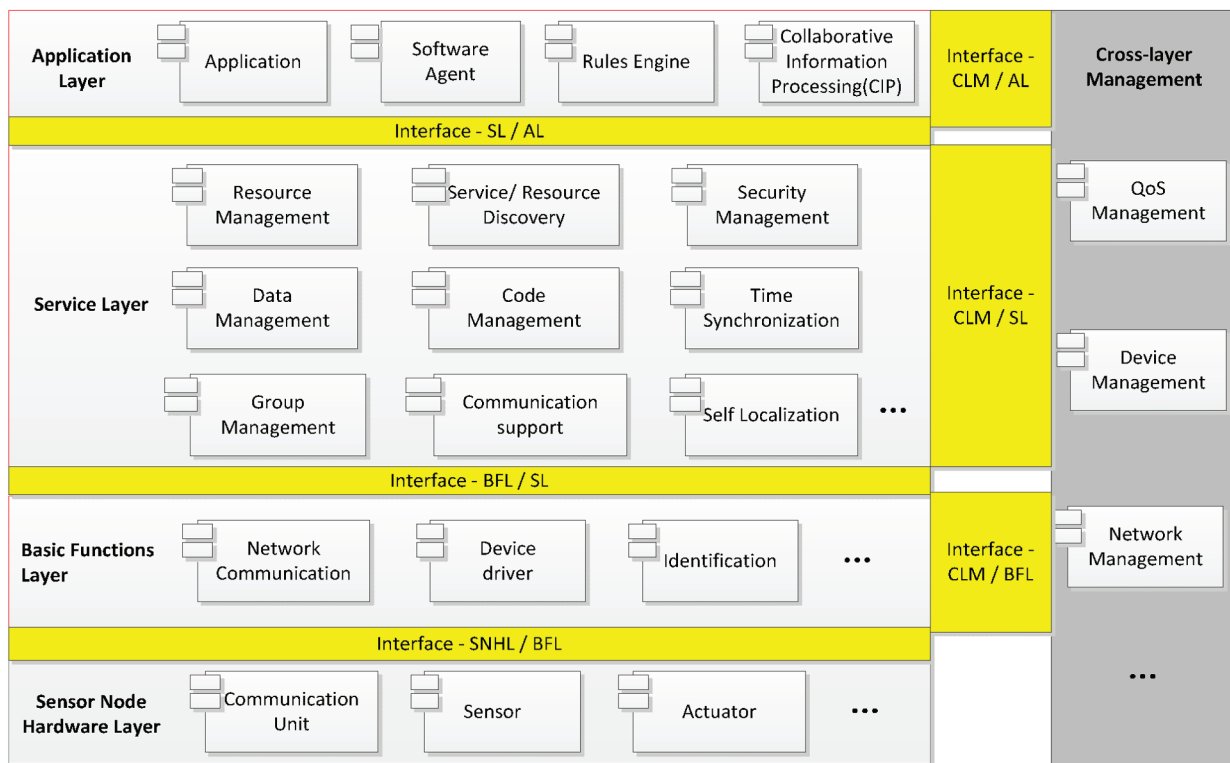 Application
Layer
Application
Software
Agent
Rules Engine
Collaborative
Information
Processing(CIP)
Interface -
CLM / AL
Cross-layer
Management
Interface - SL / AL
Service Layer
Resource
Management
Service/ Resource
Discovery
Security
Management
Data
Management
Code
Management
Time
Synchronization
Group
Management
Communication
support
Self Localization
...
Interface -
CLM / SL
QoS
Management
Device
Management
Interface - BFL / SL
Basic Functions
Layer
Network
Communication
Device
driver
Identification
...
Interface -
CLM / BFL
Network
Management
Interface - SNHL / BFL
Sensor Node
Hardware Layer
Communication
Unit
Sensor
Actuator
...
...